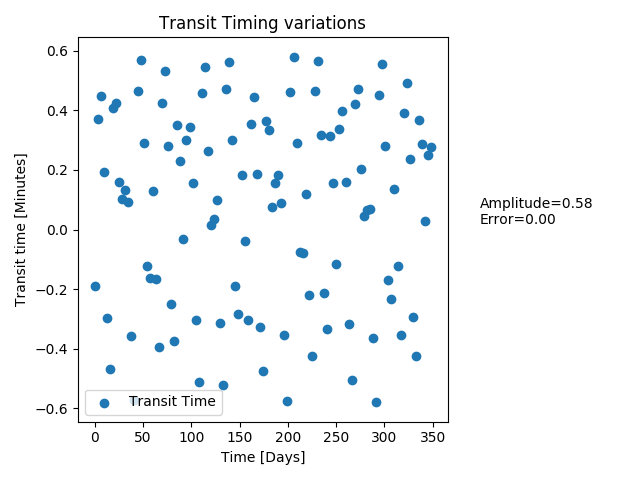 Transit Timing variations
Transit time [Minutes]
0.6
0.4
0.2
0.0
−0.2
−0.4
−0.6
Amplitude=0.58
Error=0.00
Transit Time
0 50 100 150 200 250 300 350
Time [Days]